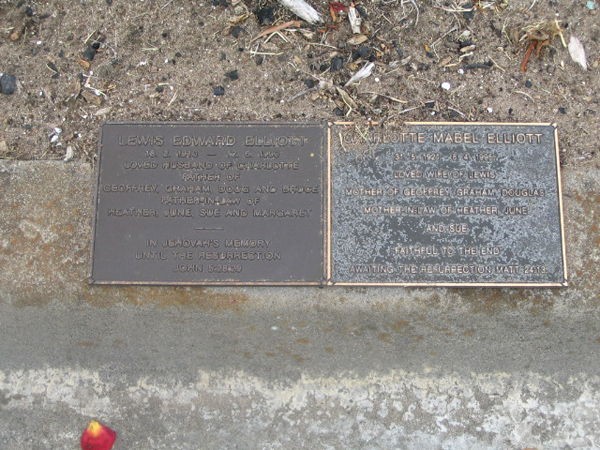 LEWIS EDWARD ELLIOTT
LOVED HUSBAND OF CHARLOTTE
FATHER OF
GEOFFREY, GRAHAM, DOUG AND BRUCE
FATHER-IN-LAW OF
HEATHER, JUNE, SUE AND MARGARET
IN JEHOVAH'S MEMORY
UNTIL THE RESURRECTION
JOHN
CHARLOTTE MABEL ELLIOTT
LOVED WIFE OF LEWIS
MOTHER OF GEOFFREY, GRAHAM, DOUGLAS
MOTHER-IN-LAW OF HEATHER, JUNE
AND SUE
FAITHFUL TO THE END
AWAITING THE RESURRECTION MATT 24:13